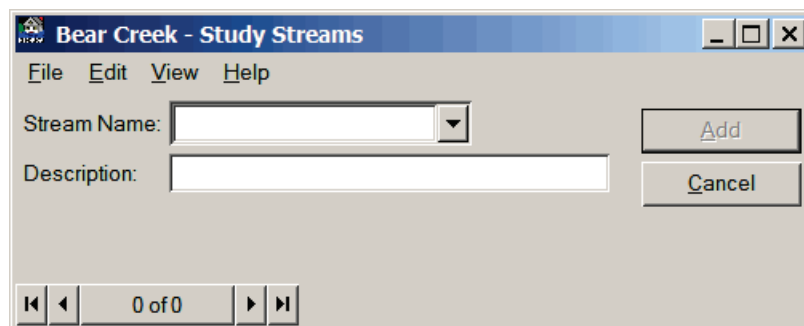 Bear Creek - Study Streams
File Edit View Help
Stream Name:
Add
Description:
Cancel
0 of 0